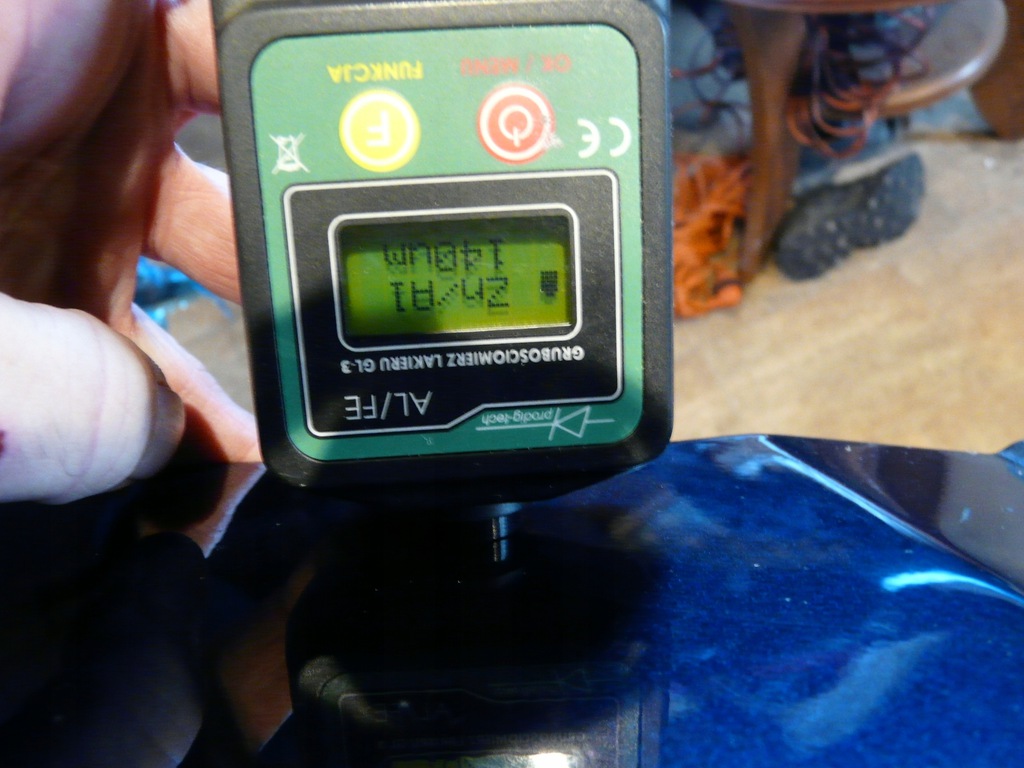 prodig-tech
AL/FE
GRUBOŚCIOMIERZ LAKIERU GL-3
Zn/Al
140um
CE
F
OK / MENU
FUNKCJA